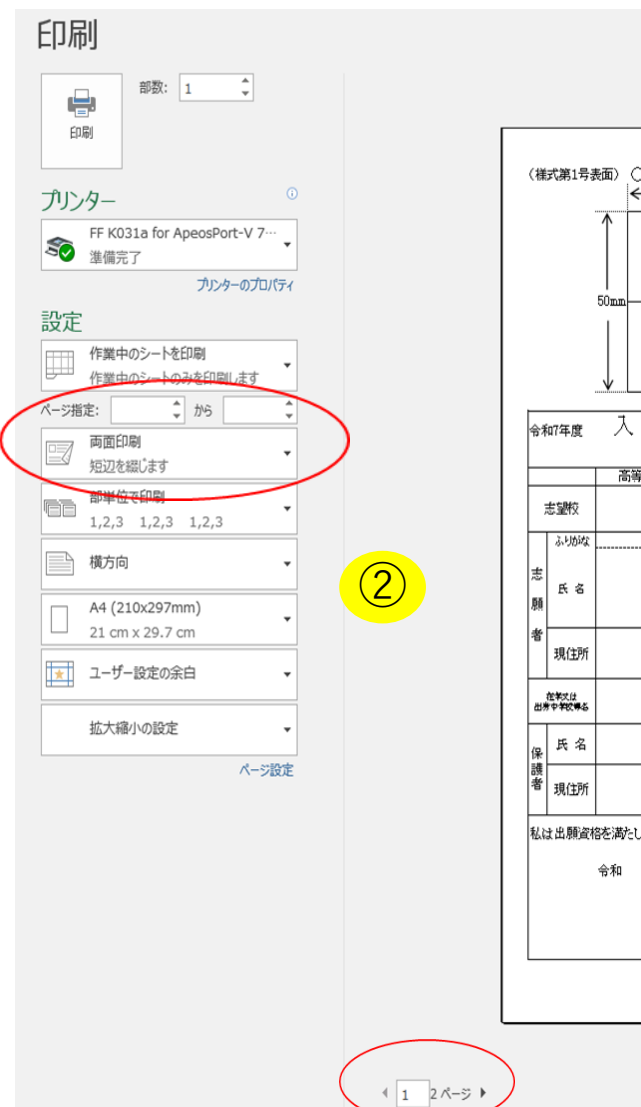 印刷
部数: 1
印刷
プリンター
FF K031a for ApeosPort-V 7…
準備完了
プリンターのプロパティ
設定
作業中のシートを印刷
作業中のシートのみを印刷します
ページ指定: から
両面印刷
短辺を綴じます
部単位で印刷
1,2,3 1,2,3 1,2,3
横方向
A4 (210x297mm)
21 cm x 29.7 cm
ユーザー設定の余白
拡大縮小の設定
ページ設定
②
(様式第1号表面)
50mm
令和7年度 入
高等
志望校
ふりがな
志願者
氏 名
現住所
在学又は
出身中学校等名
保護者
氏 名
現住所
私は出願資格を満たし
令和
1 2 ページ